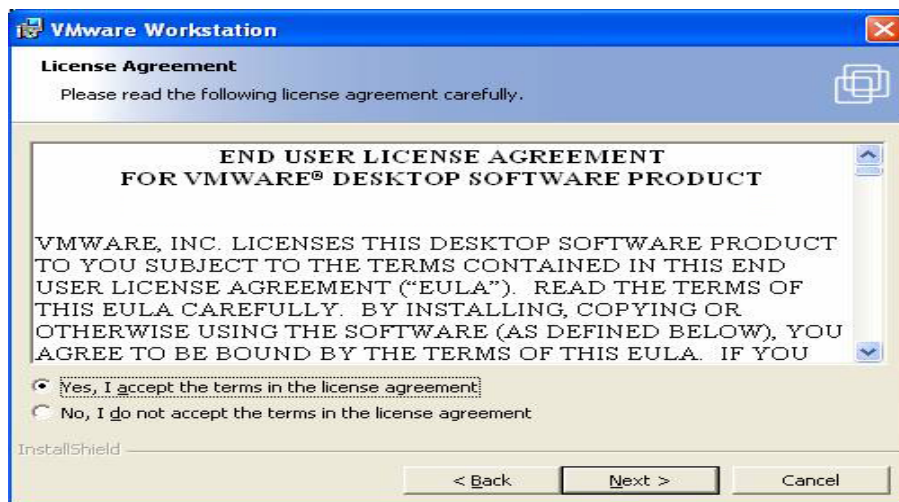 VMware Workstation
License Agreement
Please read the following license agreement carefully.
END USER LICENSE AGREEMENT
FOR VMWARE® DESKTOP SOFTWARE PRODUCT
VMWARE, INC. LICENSES THIS DESKTOP SOFTWARE PRODUCT
TO YOU SUBJECT TO THE TERMS CONTAINED IN THIS END
USER LICENSE AGREEMENT (“EULA”). READ THE TERMS OF
THIS EULA CAREFULLY. BY INSTALLING, COPYING OR
OTHERWISE USING THE SOFTWARE (AS DEFINED BELOW), YOU
AGREE TO BE BOUND BY THE TERMS OF THIS EULA. IF YOU
Yes, I accept the terms in the license agreement
No, I do not accept the terms in the license agreement
InstallShield
< Back Next > Cancel